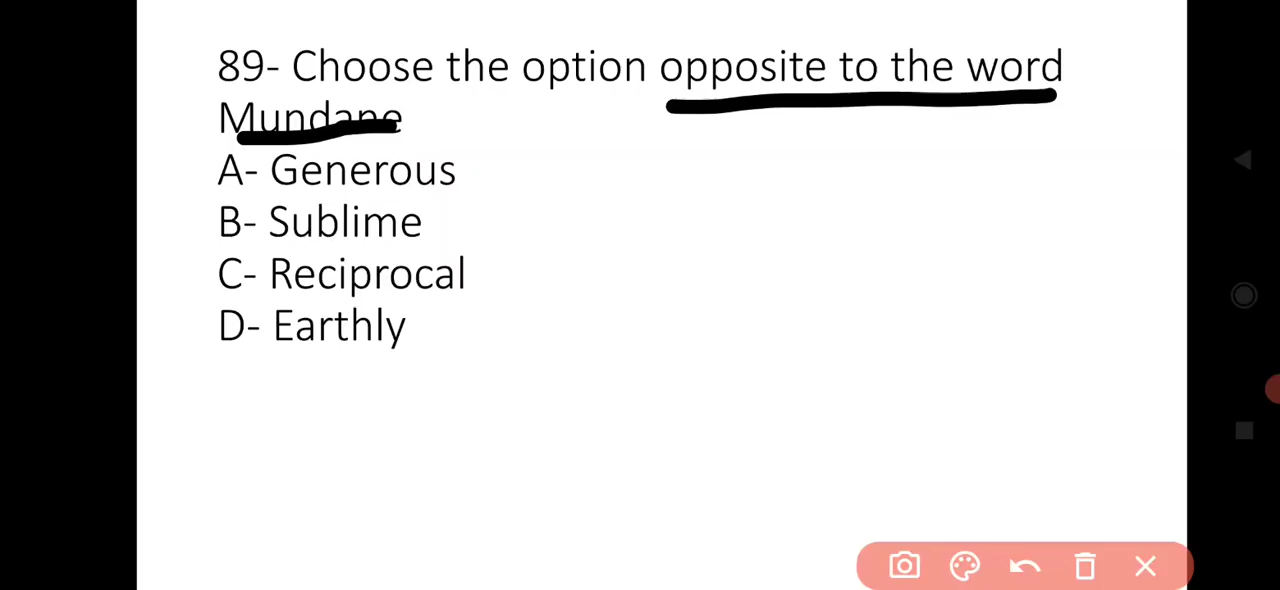 89- Choose the option opposite to the word
Mundane
A- Generous
B- Sublime
C- Reciprocal
D- Earthly